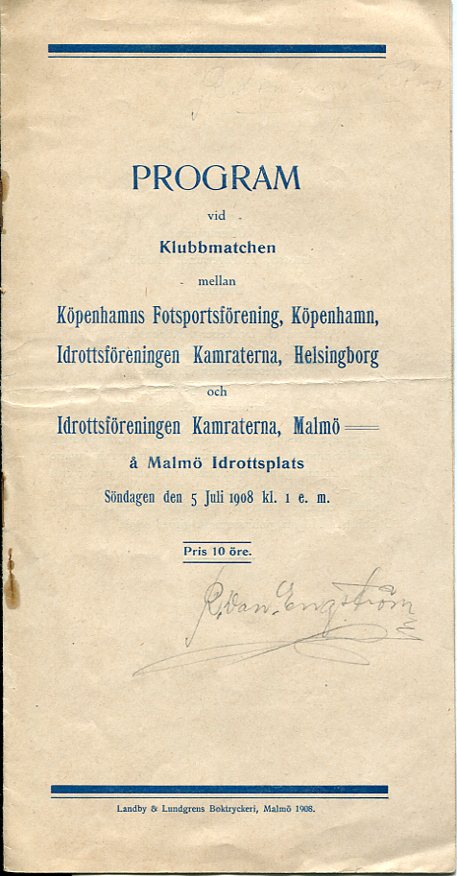 PROGRAM
vid
Klubbmatchen
mellan
Köpenhamns Fotsportsförening, Köpenhamn,
Idrottsföreningen Kamraterna, Helsingborg
och
Idrottsföreningen Kamraterna, Malmö
å Malmö Idrottsplats
Söndagen den 5 Juli 1908 kl. 1 e. m.
Pris 10 öre.
Engström
Landby & Lundgrens Boktryckeri, Malmö 1908.